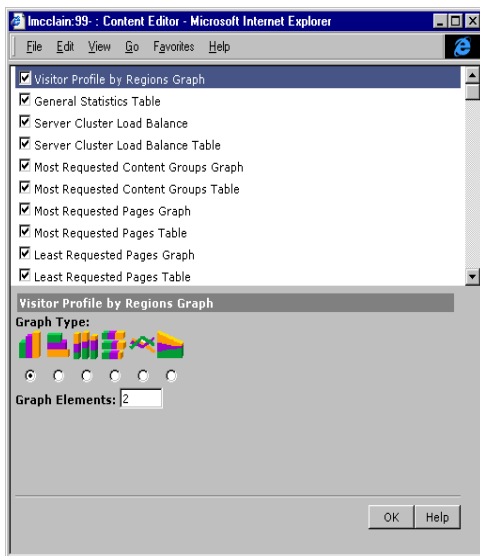 lmcclain:99- : Content Editor - Microsoft Internet Explorer
File Edit View Go Favorites Help
Visitor Profile by Regions Graph
General Statistics Table
Server Cluster Load Balance
Server Cluster Load Balance Table
Most Requested Content Groups Graph
Most Requested Content Groups Table
Most Requested Pages Graph
Most Requested Pages Table
Least Requested Pages Graph
Least Requested Pages Table
Visitor Profile by Regions Graph
Graph Type:
Graph Elements: 2
OK Help